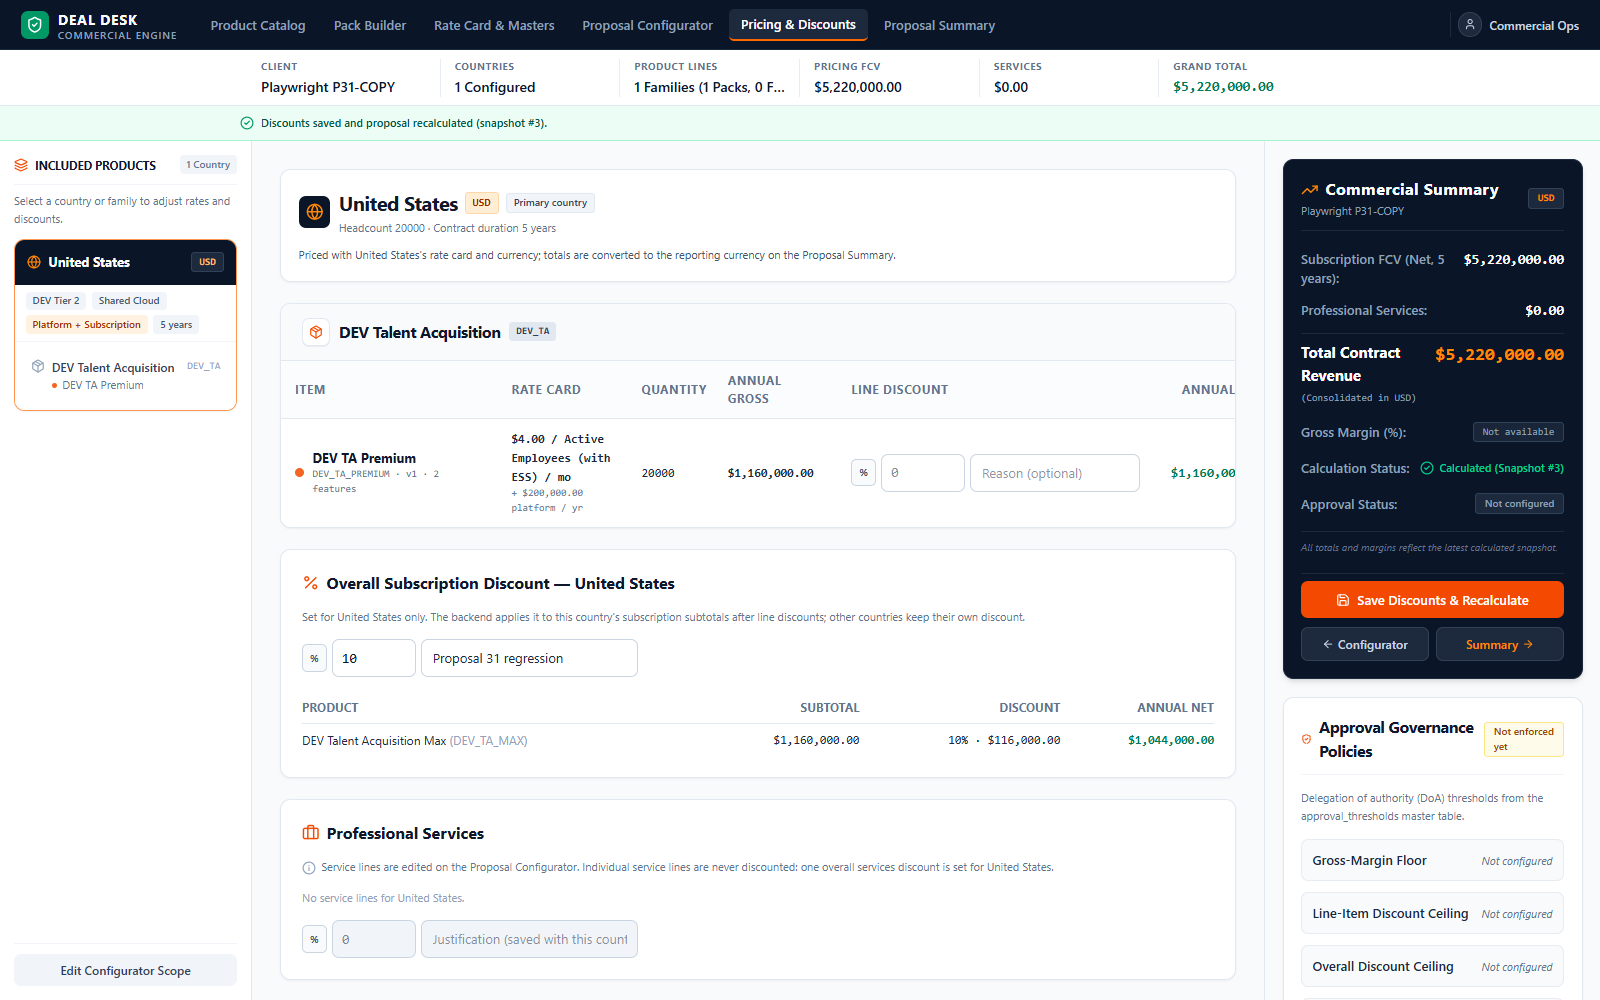 DEAL DESK
COMMERCIAL ENGINE
Product Catalog
Pack Builder
Rate Card & Masters
Proposal Configurator
Pricing & Discounts
Proposal Summary
Commercial Ops
CLIENT
Playwright P31-COPY
COUNTRIES
1 Configured
PRODUCT LINES
1 Families (1 Packs, 0 F...
PRICING FCV
$5,220,000.00
SERVICES
$0.00
GRAND TOTAL
$5,220,000.00
Discounts saved and proposal recalculated (snapshot #3).
INCLUDED PRODUCTS
1 Country
Select a country or family to adjust rates and
discounts.
United States
USD
DEV Tier 2
Shared Cloud
Platform + Subscription
5 years
DEV Talent Acquisition
DEV_TA
DEV TA Premium
Edit Configurator Scope
United States
USD
Primary country
Headcount 20000 · Contract duration 5 years
Priced with United States's rate card and currency; totals are converted to the reporting currency on the Proposal Summary.
DEV Talent Acquisition
DEV_TA
ITEM
RATE CARD
QUANTITY
ANNUAL
GROSS
LINE DISCOUNT
ANNUAL
DEV TA Premium
DEV_TA_PREMIUM · v1 · 2
features
$4.00 / Active
Employees (with
ESS) / mo
+ $200,000.00
platform / yr
20000
$1,160,000.00
%
0
Reason (optional)
$1,160,00
Overall Subscription Discount — United States
Set for United States only. The backend applies it to this country's subscription subtotals after line discounts; other countries keep their own discount.
%
10
Proposal 31 regression
PRODUCT
SUBTOTAL
DISCOUNT
ANNUAL NET
DEV Talent Acquisition Max (DEV_TA_MAX)
$1,160,000.00
10% · $116,000.00
$1,044,000.00
Professional Services
Service lines are edited on the Proposal Configurator. Individual service lines are never discounted: one overall services discount is set for United States.
No service lines for United States.
%
0
Justification (saved with this count
Commercial Summary
Playwright P31-COPY
USD
Subscription FCV (Net, 5
years):
$5,220,000.00
Professional Services:
$0.00
Total Contract
Revenue
$5,220,000.00
(Consolidated in USD)
Gross Margin (%):
Not available
Calculation Status:
Calculated (Snapshot #3)
Approval Status:
Not configured
All totals and margins reflect the latest calculated snapshot.
Save Discounts & Recalculate
← Configurator
Summary →
Approval Governance
Policies
Not enforced
yet
Delegation of authority (DoA) thresholds from the
approval_thresholds master table.
Gross-Margin Floor
Not configured
Line-Item Discount Ceiling
Not configured
Overall Discount Ceiling
Not configured